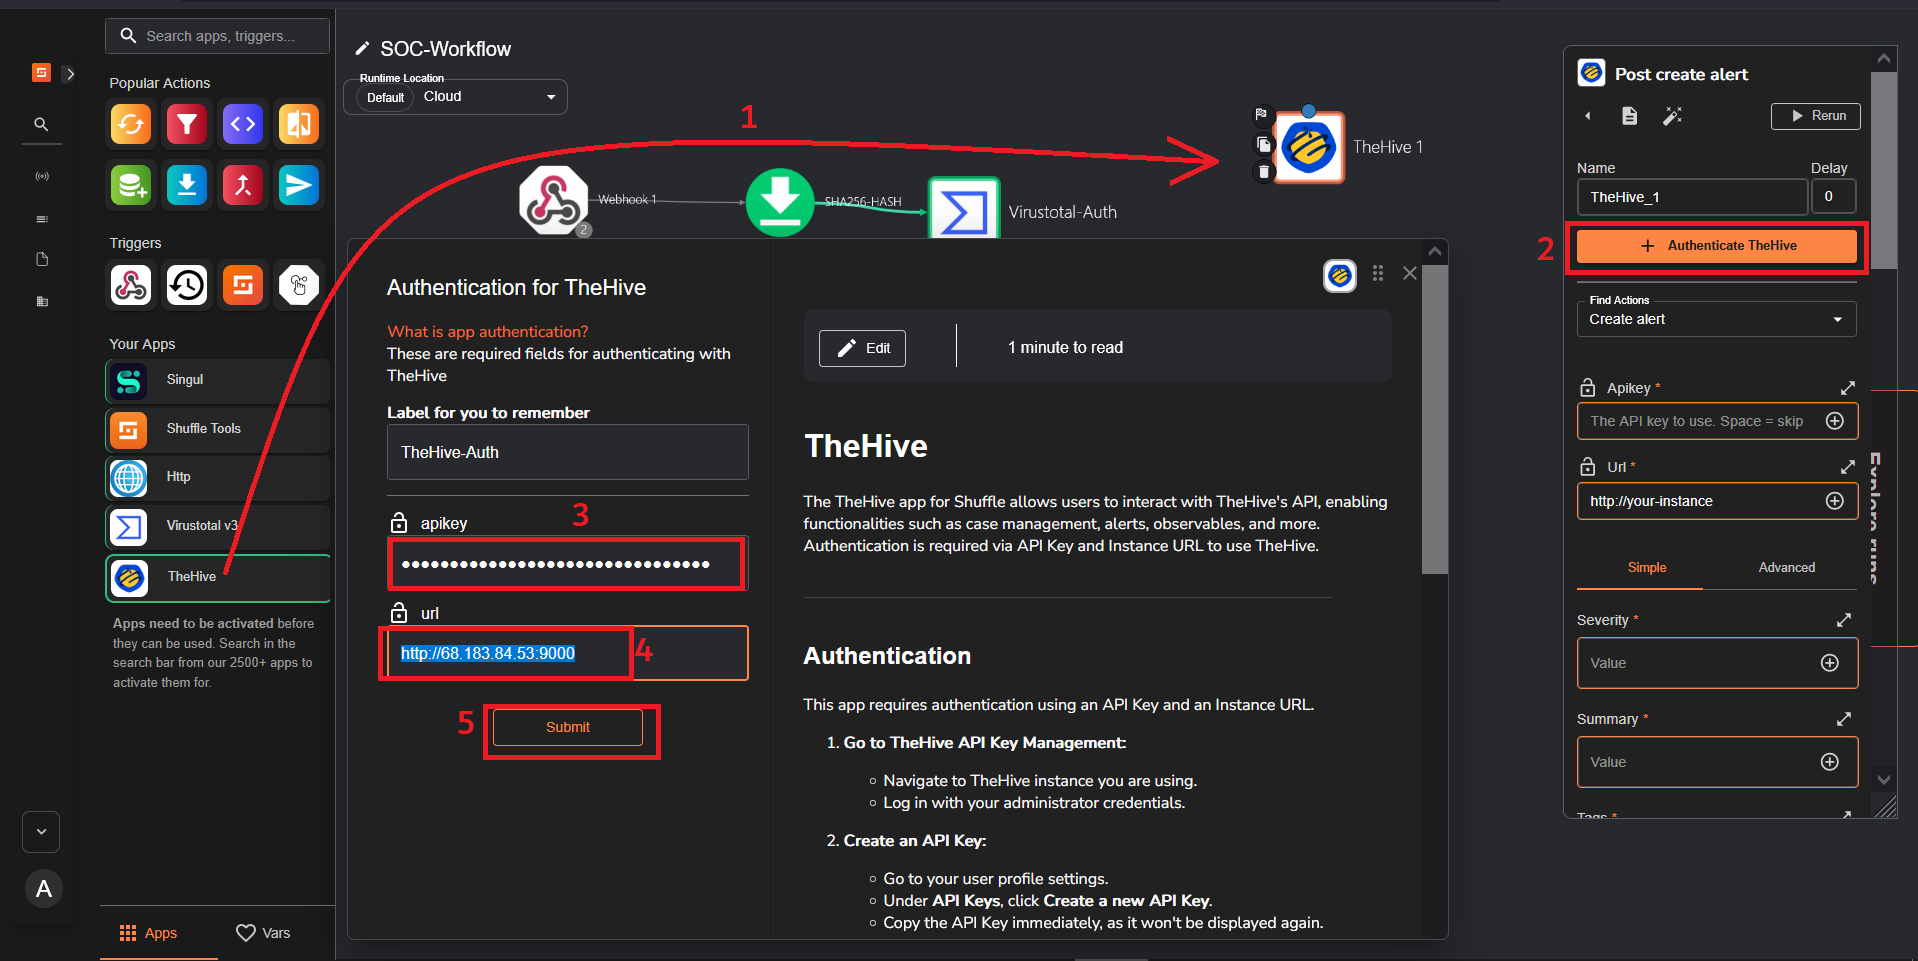 Search apps, triggers...
Popular Actions
Triggers
Your Apps
Singul
Shuffle Tools
Http
Virustotal v3
TheHive
Apps need to be activated before
they can be used. Search in the
search bar from our 2500+ apps to
activate them for.
A
Apps
Vars
SOC-Workflow
Runtime Location
Default
Cloud
1
Webhook 1
2
SHA256-HASH
Virustotal-Auth
TheHive 1
Authentication for TheHive
What is app authentication?
These are required fields for authenticating with
TheHive
Label for you to remember
TheHive-Auth
apikey
3
••••••••••••••••••••••••••••••••
url
http://68.183.84.53:9000
4
5
Submit
Edit
1 minute to read
TheHive
The TheHive app for Shuffle allows users to interact with TheHive's API, enabling
functionalities such as case management, alerts, observables, and more.
Authentication is required via API Key and Instance URL to use TheHive.
Authentication
This app requires authentication using an API Key and an Instance URL.
1. Go to TheHive API Key Management:
Navigate to TheHive instance you are using.
Log in with your administrator credentials.
2. Create an API Key:
Go to your user profile settings.
Under API Keys, click Create a new API Key.
Copy the API Key immediately, as it won't be displayed again.
Post create alert
Rerun
Name
Delay
TheHive_1
0
2
Authenticate TheHive
Find Actions
Create alert
Apikey *
The API key to use. Space = skip
Url *
http://your-instance
Simple
Advanced
Severity *
Value
Summary *
Value
Tags *
Explore runs